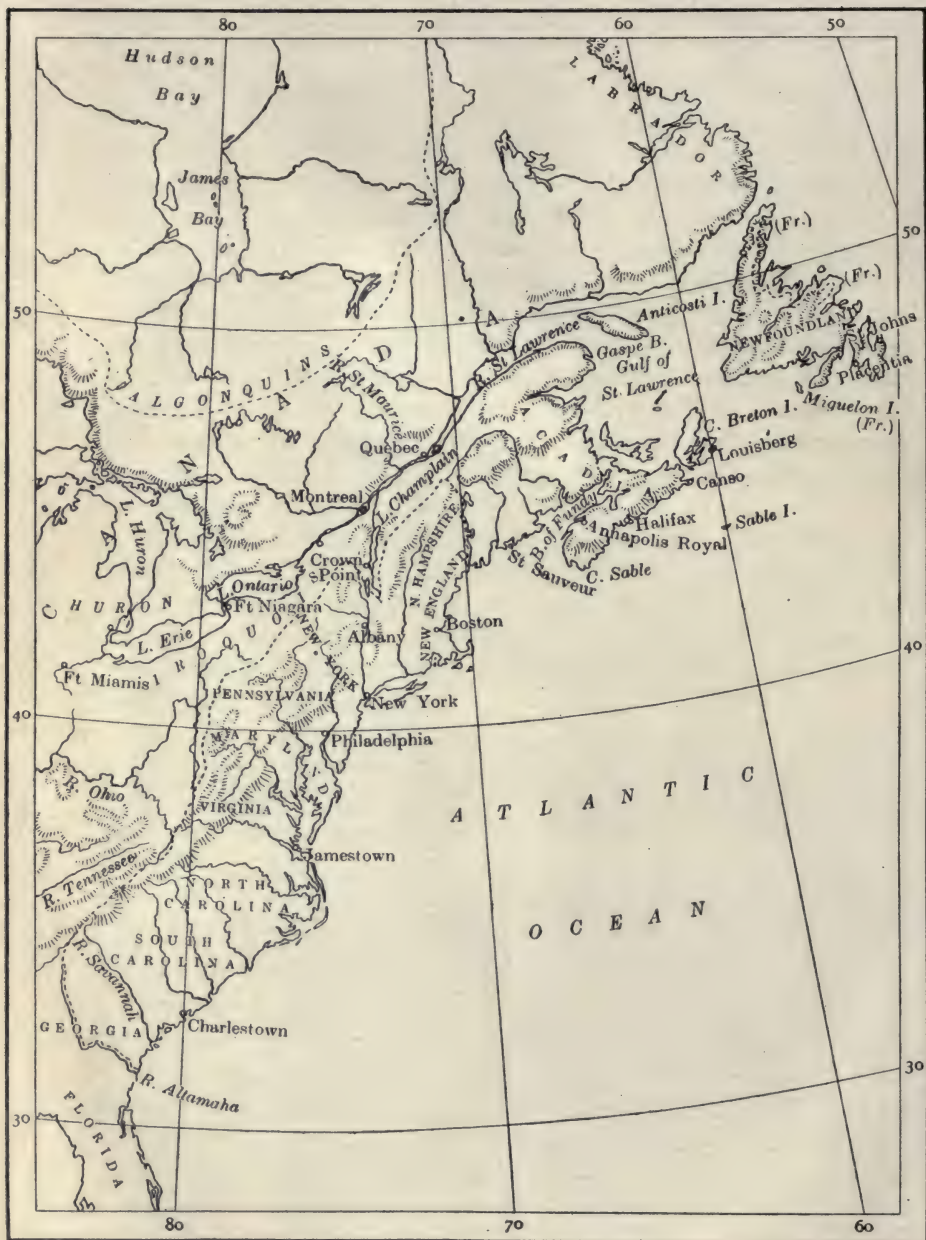 80
70
60
50
Hudson
Bay
LABRADOR
James
Bay
(Fr.)
50
(Fr.)
50
Anticosti I.
NEWFOUNDLAND
Johns
Placentia
Miguelon I.
(Fr.)
R. St Lawrence
Gaspe B.
Gulf of
St. Lawrence
ALGONQUINS
R. St Maurice
CANADA
Quebec
ACADIA
C. Breton I.
Louisberg
Canso
Montreal
L. Champlain
B. of Fundy
Halifax
Annapolis Royal
Sable I.
St Sauveur
C. Sable
L. Huron
Crown
Point
N. HAMPSHIRE
NEW ENGLAND
L. Ontario
Ft Niagara
HURON
IROQUO S
L. Erie
Albany
Boston
NEW YORK
Ft Miamis
40
40
PENNSYLVANIA
New York
MARYL ND
Philadelphia
R. Ohio
VIRGINIA
ATLANTIC
Jamestown
R. Tennessee
NORTH
CAROLINA
OCEAN
SOUTH
CAROLINA
R. Savannah
GEORGIA
Charlestown
R. Altamaha
30
30
FLORIDA
80
70
60